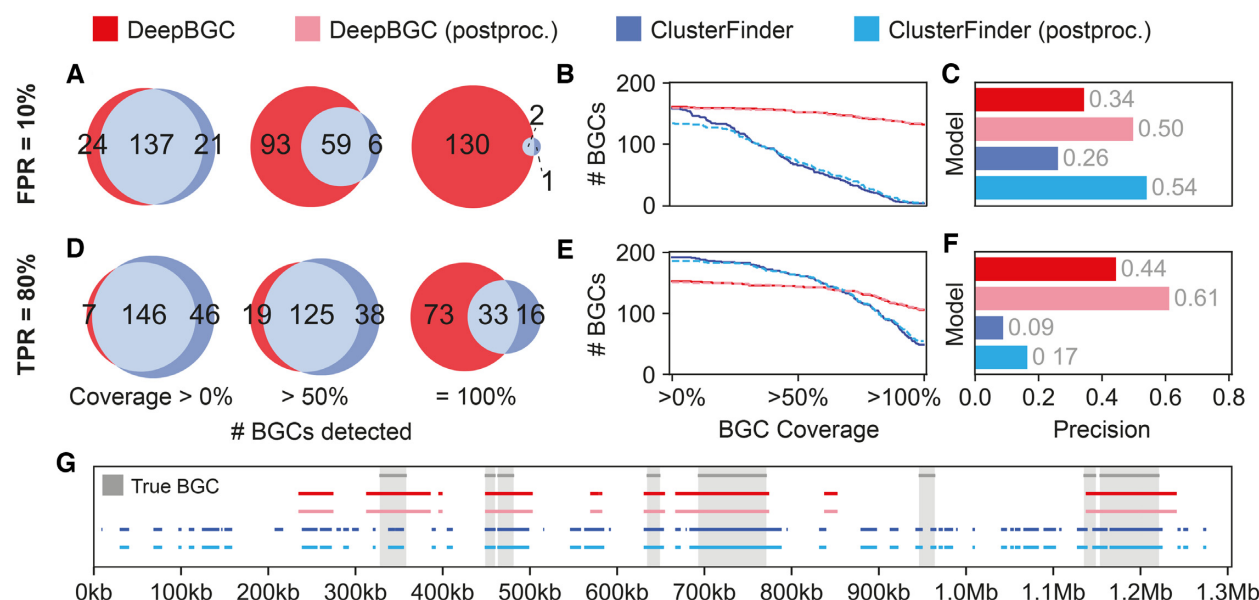 DeepBGC DeepBGC (postproc.) ClusterFinder ClusterFinder (postproc.)
FPR = 10%
A
24 137 21
93 59 6
130 2 1
B
# BGCs
200
100
0
C
Model
0.34
0.50
0.26
0.54
TPR = 80%
D
7 146 46
19 125 38
73 33 16
Coverage > 0% > 50% = 100%
# BGCs detected
E
# BGCs
200
100
0
>0% >50% >100%
BGC Coverage
F
Model
0.44
0.61
0.09
0 17
0.0 0.2 0.4 0.6 0.8
Precision
G
True BGC
0kb 100kb 200kb 300kb 400kb 500kb 600kb 700kb 800kb 900kb 1.0Mb 1.1Mb 1.2Mb 1.3Mb